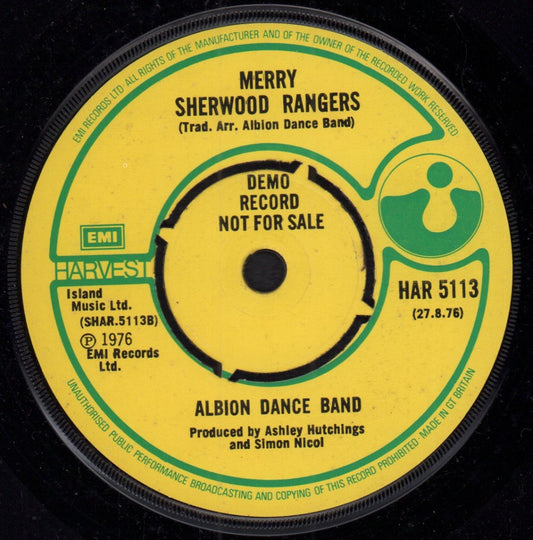 EMI RECORDS LTD ALL RIGHTS OF THE MANUFACTURER AND OF THE OWNER OF THE RECORDED WORK RESERVED
MERRY
SHERWOOD RANGERS
(Trad. Arr. Albion Dance Band)
DEMO
RECORD
NOT FOR SALE
EMI
HARVEST
Island
Music Ltd.
(SHAR.5113B)
℗ 1976
EMI Records
Ltd.
HAR 5113
(27.8.76)
ALBION DANCE BAND
Produced by Ashley Hutchings
and Simon Nicol
UNAUTHORISED PUBLIC PERFORMANCE BROADCASTING AND COPYING OF THIS RECORD PROHIBITED-MADE IN GT BRITAIN